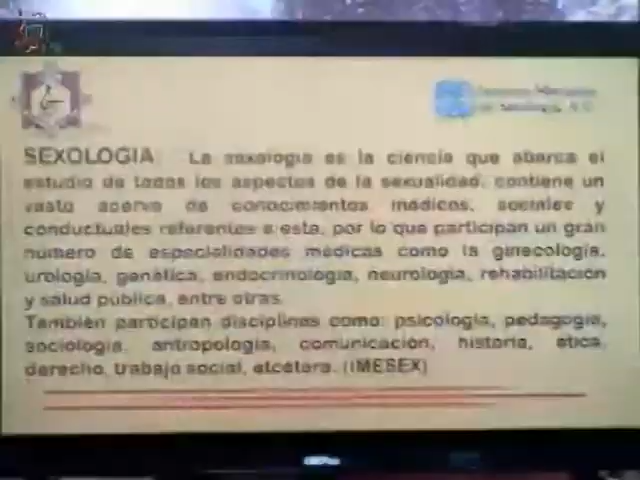 SEXOLOGIA La sexologia es la ciencia que abarca el
estudio de todos los aspectos de la sexualidad, contiene un
vasto acervo de conocimientos médicos, sociales y
conductuales referentes a esta, por lo que participan un gran
número de especialidades médicas como la ginecología,
urología, genética, endocrinología, neurología, rehabilitación
y salud pública, entre otras.
También participan disciplinas como: psicología, pedagogía,
sociología, antropología, comunicación, historia, ética,
derecho, trabajo social, etcétera. (IMESEX)